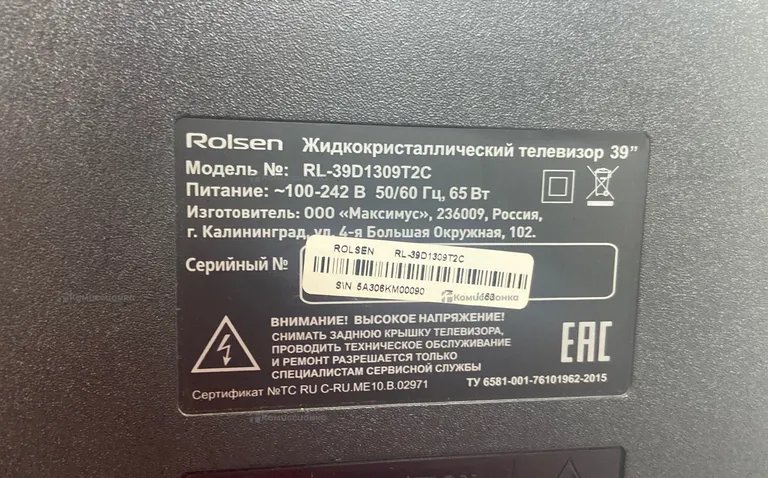 Rolsen Жидкокристаллический телевизор 39”
Модель №: RL-39D1309T2C
Питание: ~100-242 В 50/60 Гц, 65 Вт
Изготовитель: ООО «Максимус», 236009, Россия,
г. Калининград, ул. 4-я Большая Окружная, 102.
ROLSEN RL-39D1309T2C
Серийный №
S\N 5A306KM00090
Комиссионка
ВНИМАНИЕ! ВЫСОКОЕ НАПРЯЖЕНИЕ!
СНИМАТЬ ЗАДНЮЮ КРЫШКУ ТЕЛЕВИЗОРА,
ПРОВОДИТЬ ТЕХНИЧЕСКОЕ ОБСЛУЖИВАНИЕ
И РЕМОНТ РАЗРЕШАЕТСЯ ТОЛЬКО
СПЕЦИАЛИСТАМ СЕРВИСНОЙ СЛУЖБЫ
EAC
Сертификат №ТС RU C-RU.ME10.B.02971
ТУ 6581-001-76101962-2015